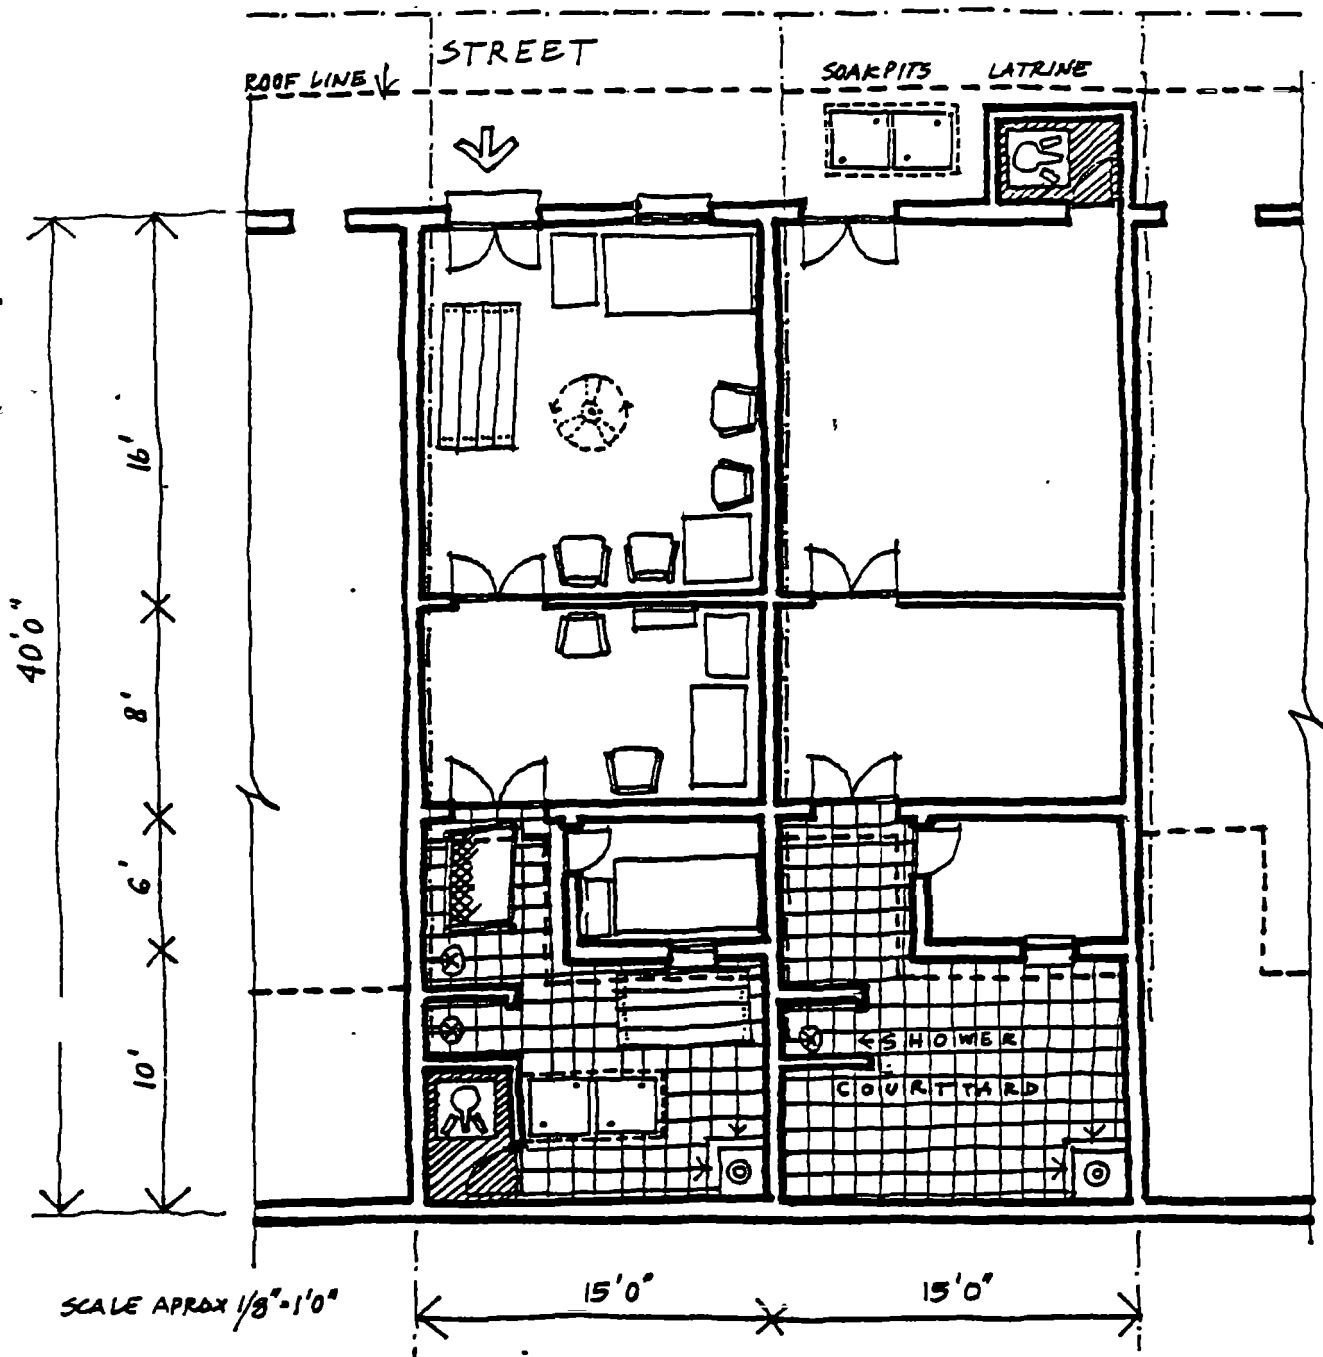 STREET
ROOF LINE
SOAKPITS
LATRINE
16'
40'0"
8'
6'
10'
SHOWER
COURTYARD
15'0"
15'0"
SCALE APROX 1/8"=1'0"